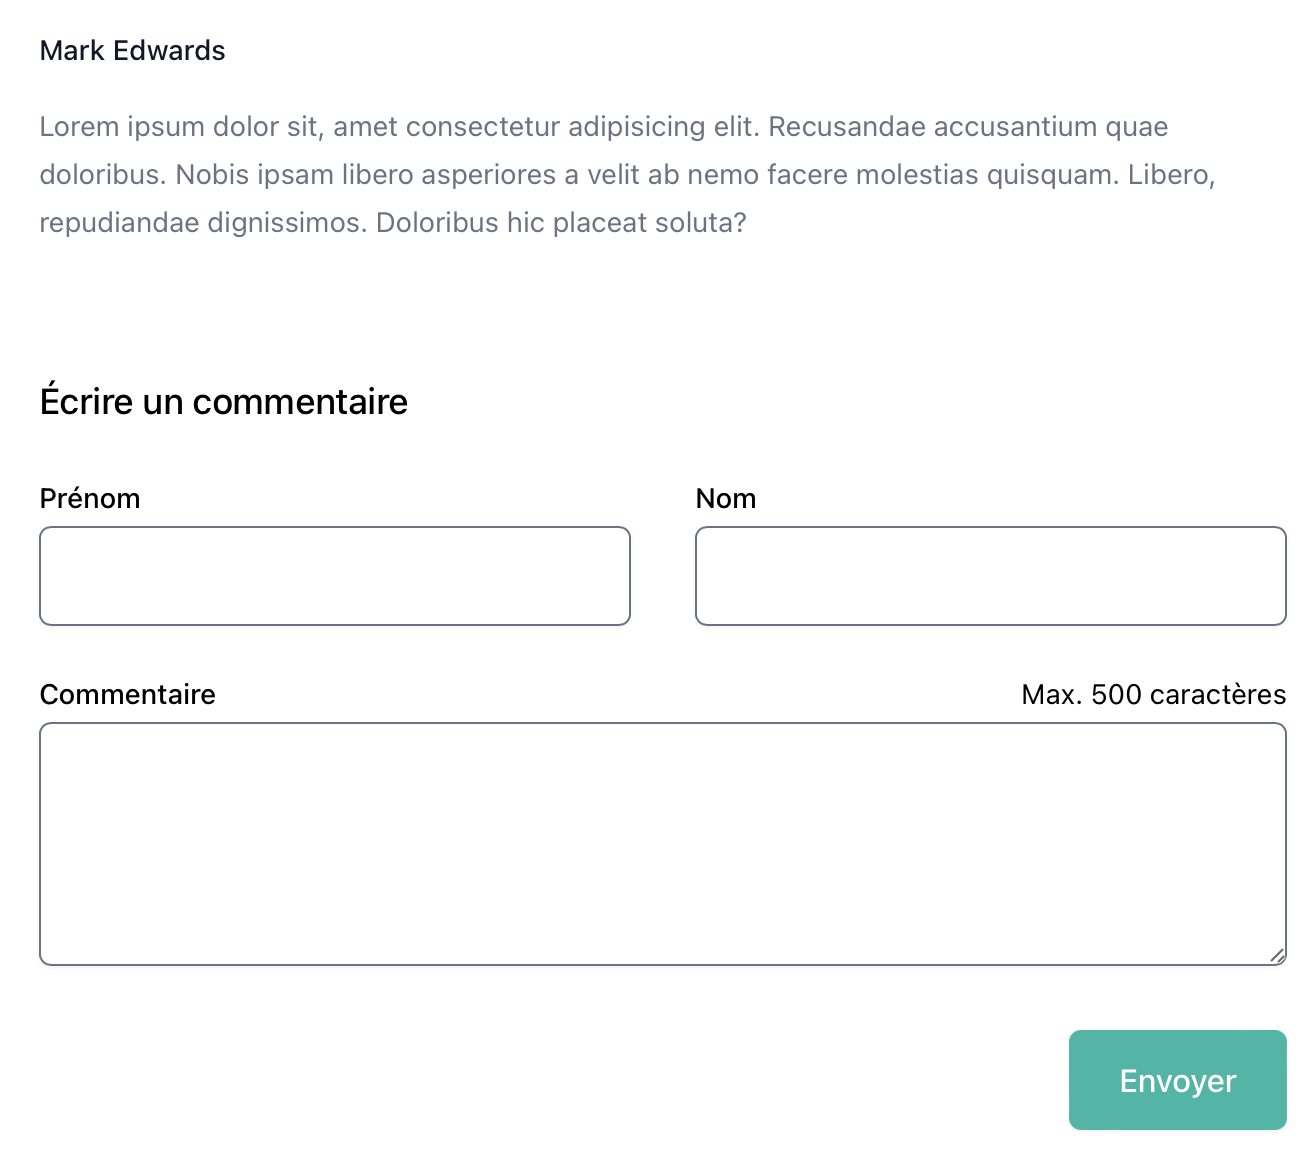 Mark Edwards
Lorem ipsum dolor sit, amet consectetur adipisicing elit. Recusandae accusantium quae
doloribus. Nobis ipsam libero asperiores a velit ab nemo facere molestias quisquam. Libero,
repudiandae dignissimos. Doloribus hic placeat soluta?
Écrire un commentaire
Prénom
Nom
Commentaire
Max. 500 caractères
Envoyer